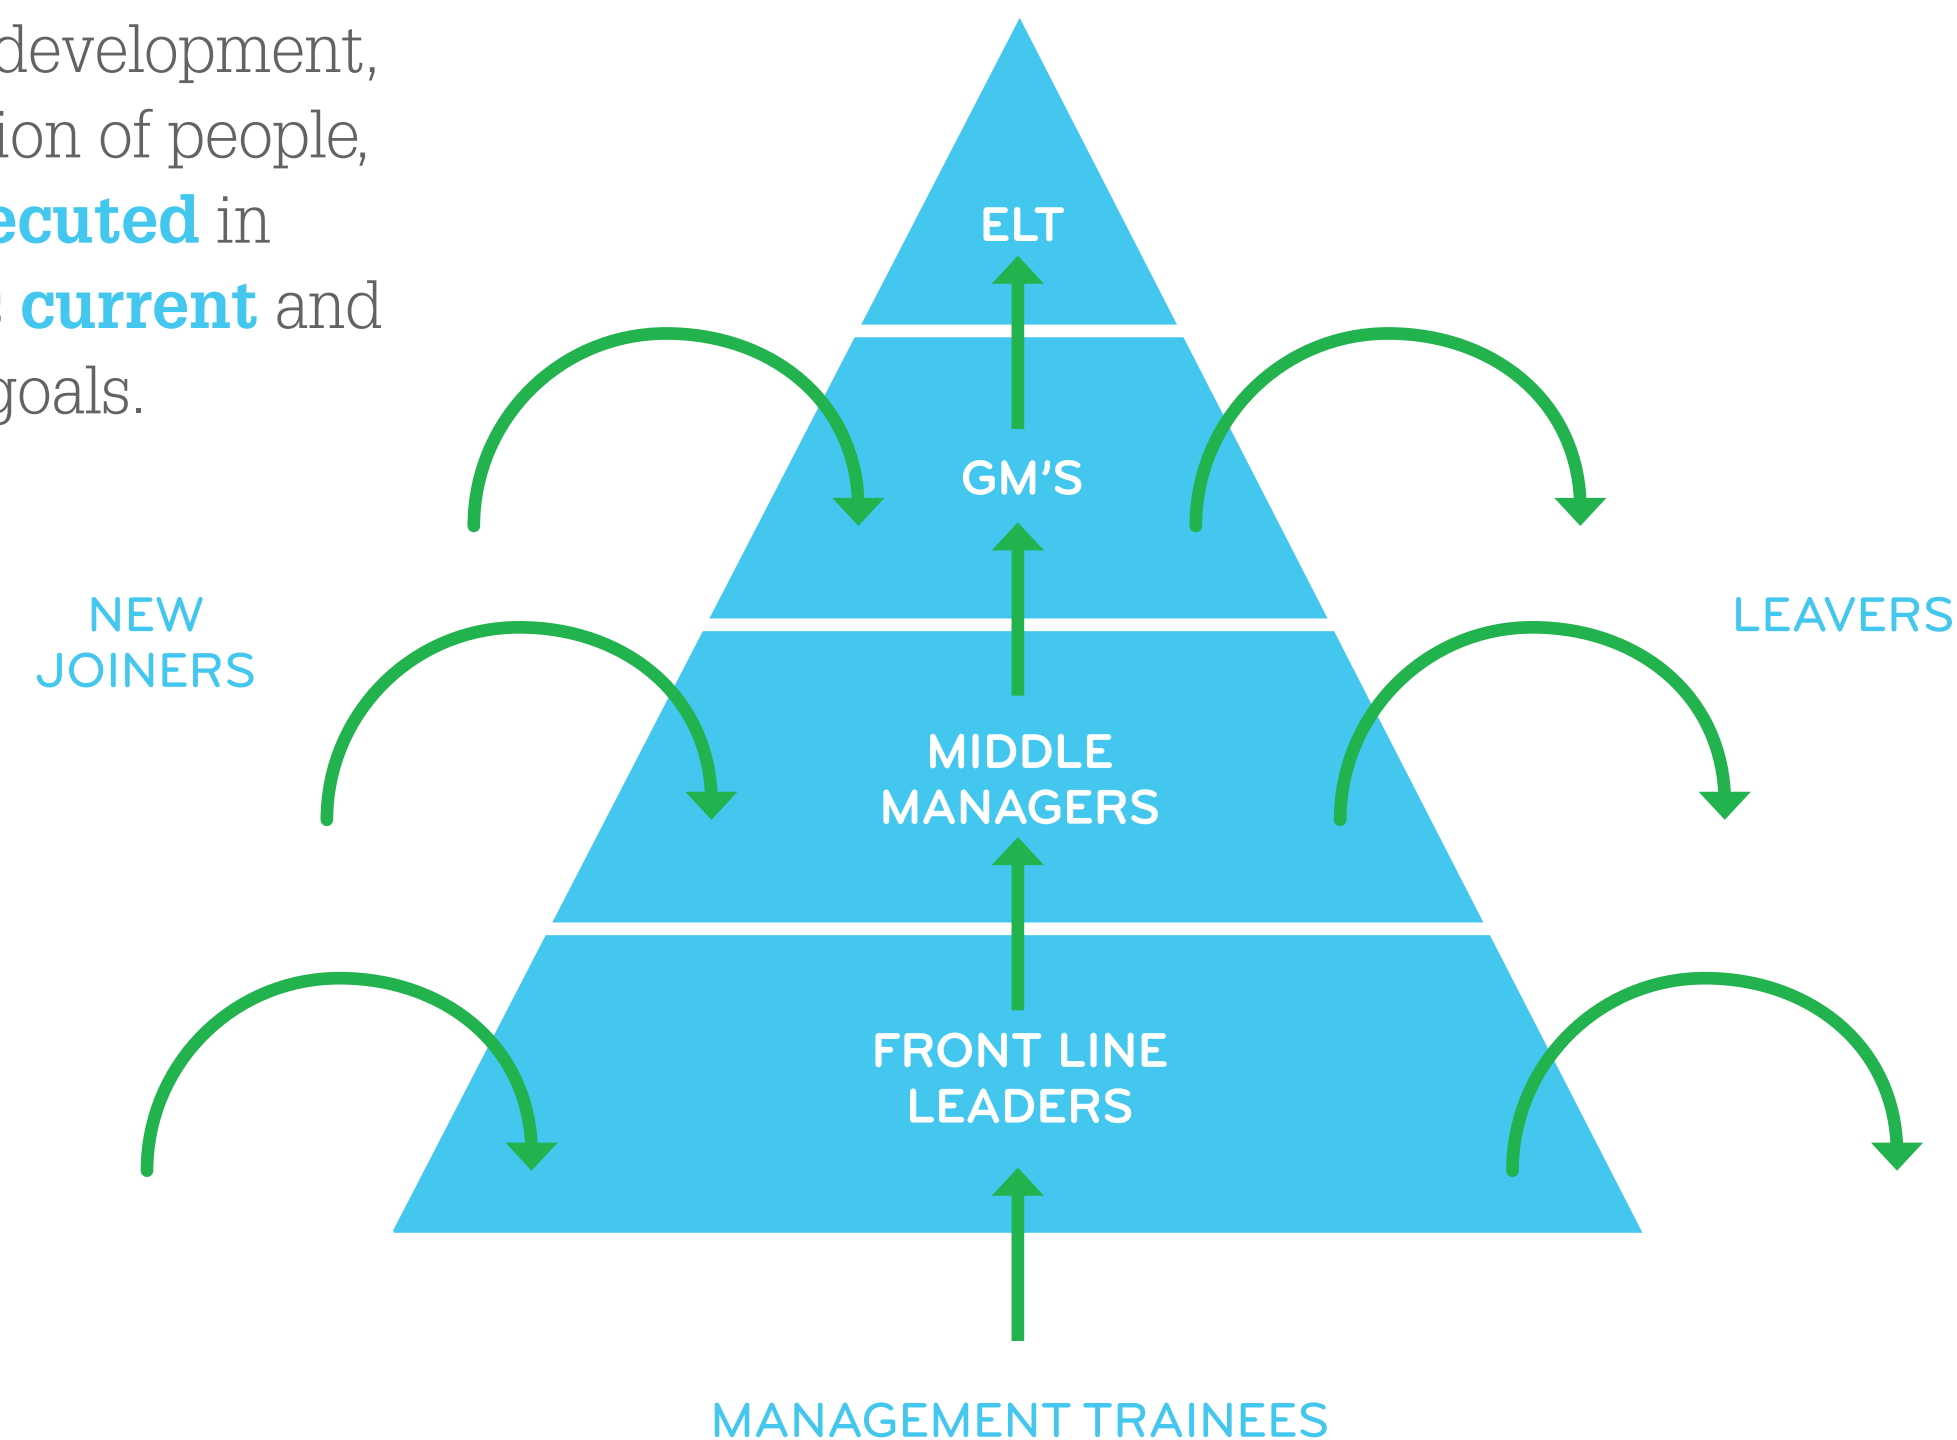 development,
ion of people,
ecuted in
current and
goals.
ELT
GM'S
NEW
JOINERS
LEAVERS
MIDDLE
MANAGERS
FRONT LINE
LEADERS
MANAGEMENT TRAINEES